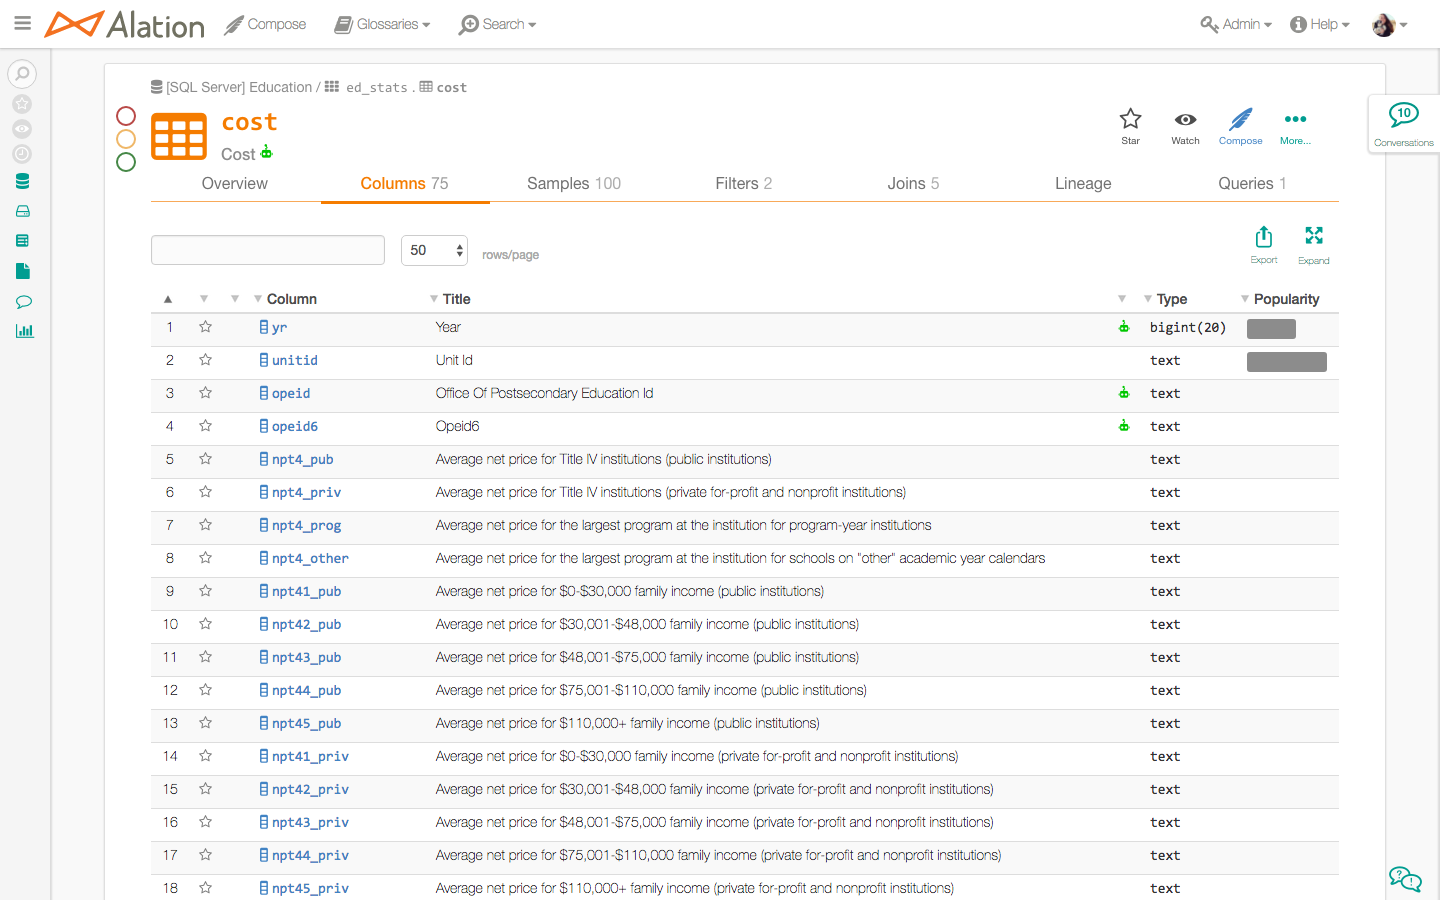 Alation Compose Glossaries Search Admin Help
[SQL Server] Education / ed_stats . cost
cost
Cost
Star Watch Compose More...
10
Conversations
Overview Columns 75 Samples 100 Filters 2 Joins 5 Lineage Queries 1
50 rows/page
Export Expand
Column Title Type Popularity
1 yr Year bigint(20)
2 unitid Unit Id text
3 opeid Office Of Postsecondary Education Id text
4 opeid6 Opeid6 text
5 npt4_pub Average net price for Title IV institutions (public institutions) text
6 npt4_priv Average net price for Title IV institutions (private for-profit and nonprofit institutions) text
7 npt4_prog Average net price for the largest program at the institution for program-year institutions text
8 npt4_other Average net price for the largest program at the institution for schools on "other" academic year calendars text
9 npt41_pub Average net price for $0-$30,000 family income (public institutions) text
10 npt42_pub Average net price for $30,001-$48,000 family income (public institutions) text
11 npt43_pub Average net price for $48,001-$75,000 family income (public institutions) text
12 npt44_pub Average net price for $75,001-$110,000 family income (public institutions) text
13 npt45_pub Average net price for $110,000+ family income (public institutions) text
14 npt41_priv Average net price for $0-$30,000 family income (private for-profit and nonprofit institutions) text
15 npt42_priv Average net price for $30,001-$48,000 family income (private for-profit and nonprofit institutions) text
16 npt43_priv Average net price for $48,001-$75,000 family income (private for-profit and nonprofit institutions) text
17 npt44_priv Average net price for $75,001-$110,000 family income (private for-profit and nonprofit institutions) text
18 npt45_priv Average net price for $110,000+ family income (private for-profit and nonprofit institutions) text